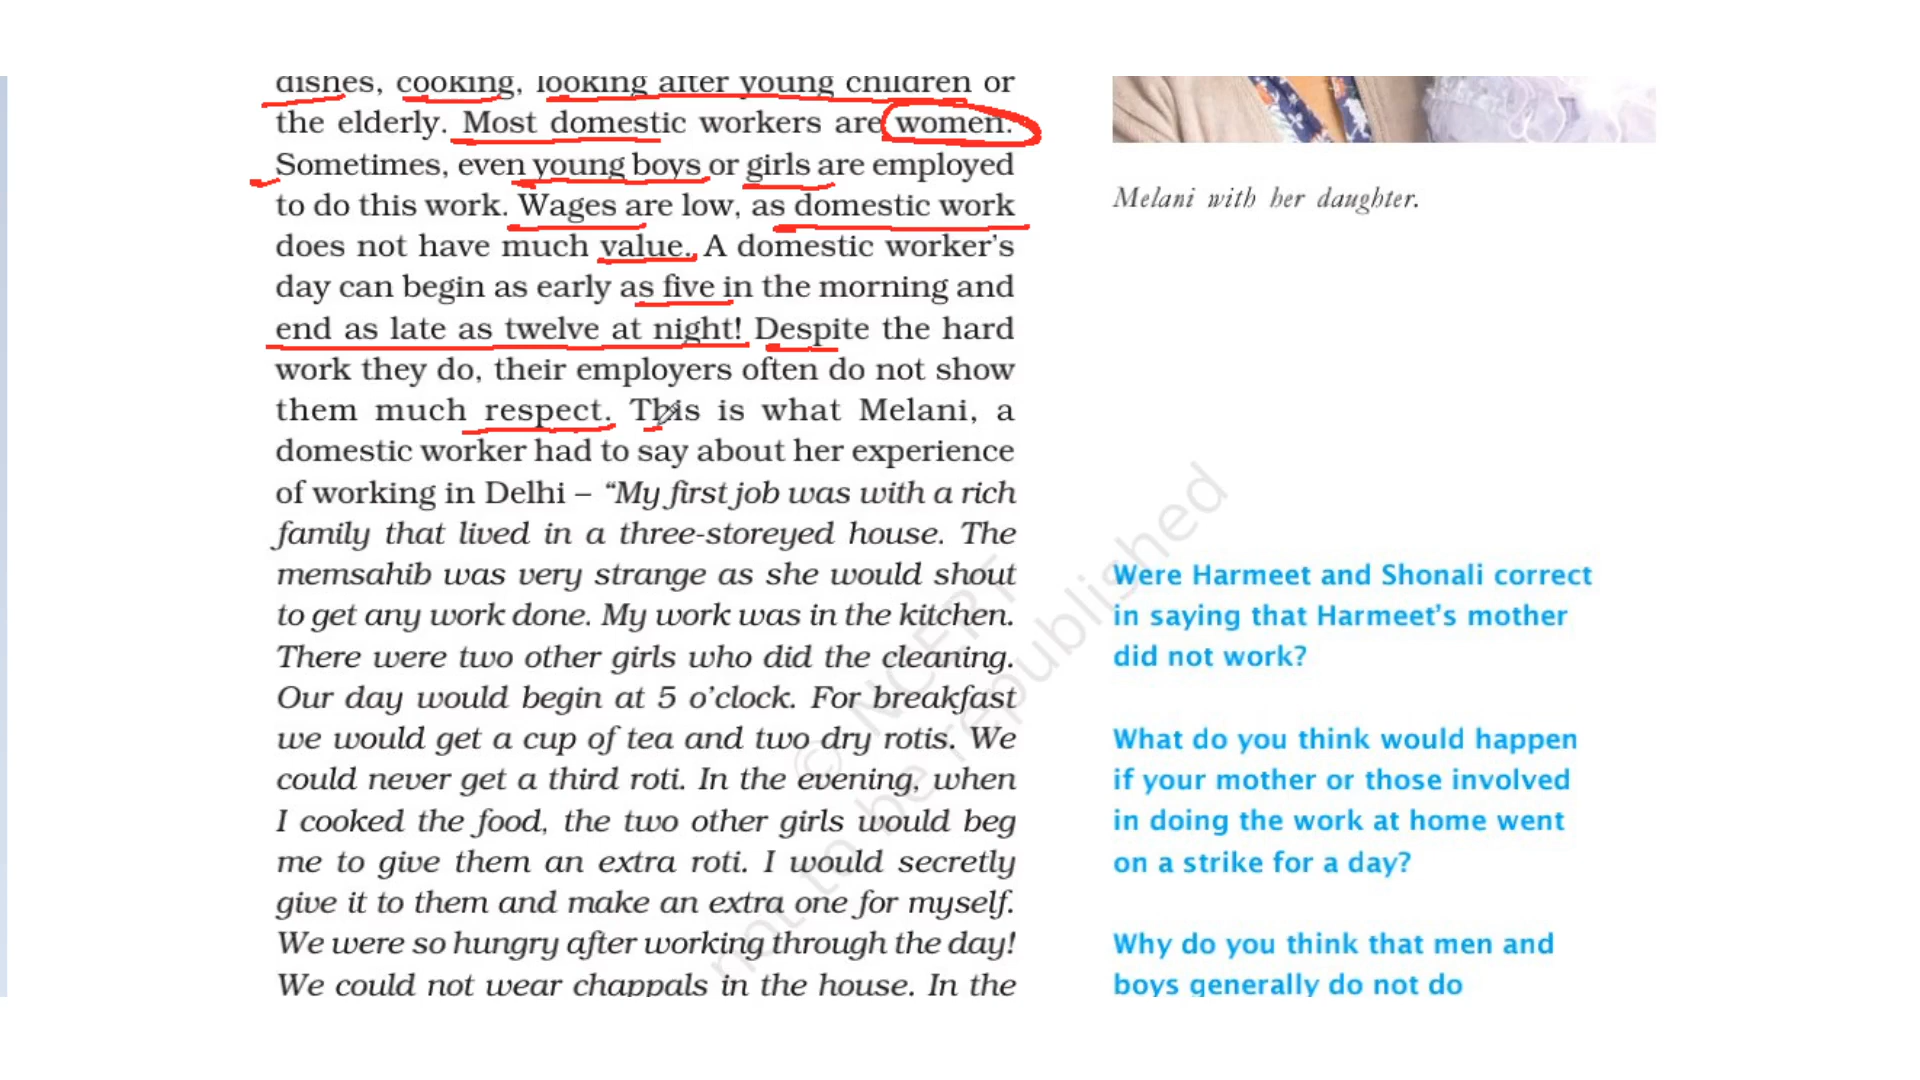 dishes, cooking, looking after young children or
the elderly. Most domestic workers are women.
Sometimes, even young boys or girls are employed
to do this work. Wages are low, as domestic work
does not have much value. A domestic worker's
day can begin as early as five in the morning and
end as late as twelve at night! Despite the hard
work they do, their employers often do not show
them much respect. This is what Melani, a
domestic worker had to say about her experience
of working in Delhi – “My first job was with a rich
family that lived in a three-storeyed house. The
memsahib was very strange as she would shout
to get any work done. My work was in the kitchen.
There were two other girls who did the cleaning.
Our day would begin at 5 o’clock. For breakfast
we would get a cup of tea and two dry rotis. We
could never get a third roti. In the evening, when
I cooked the food, the two other girls would beg
me to give them an extra roti. I would secretly
give it to them and make an extra one for myself.
We were so hungry after working through the day!
We could not wear chappals in the house. In the
Melani with her daughter.
Were Harmeet and Shonali correct
in saying that Harmeet’s mother
did not work?
What do you think would happen
if your mother or those involved
in doing the work at home went
on a strike for a day?
Why do you think that men and
boys generally do not do
© NCERT
not to be republished